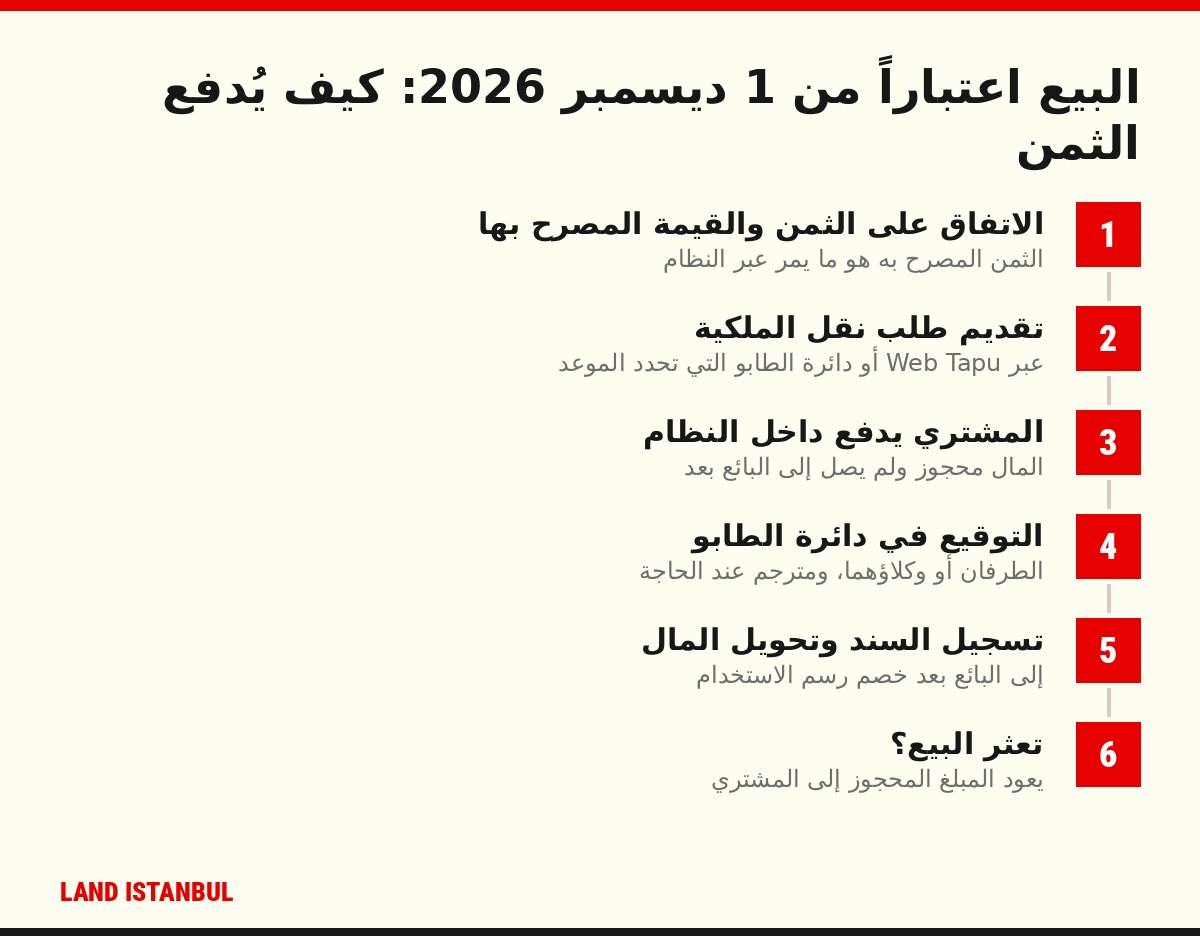 البيع اعتباراً من 1 ديسمبر 2026: كيف يُدفع
الثمن
1
الاتفاق على الثمن والقيمة المصرح بها
الثمن المصرح به هو ما يمر عبر النظام
2
تقديم طلب نقل الملكية
عبر Web Tapu أو دائرة الطابو التي تحدد الموعد
3
المشتري يدفع داخل النظام
المال محجوز ولم يصل إلى البائع بعد
4
التوقيع في دائرة الطابو
الطرفان أو وكلاؤهما، ومترجم عند الحاجة
5
تسجيل السند وتحويل المال
إلى البائع بعد خصم رسم الاستخدام
6
تعثر البيع؟
يعود المبلغ المحجوز إلى المشتري
LAND ISTANBUL